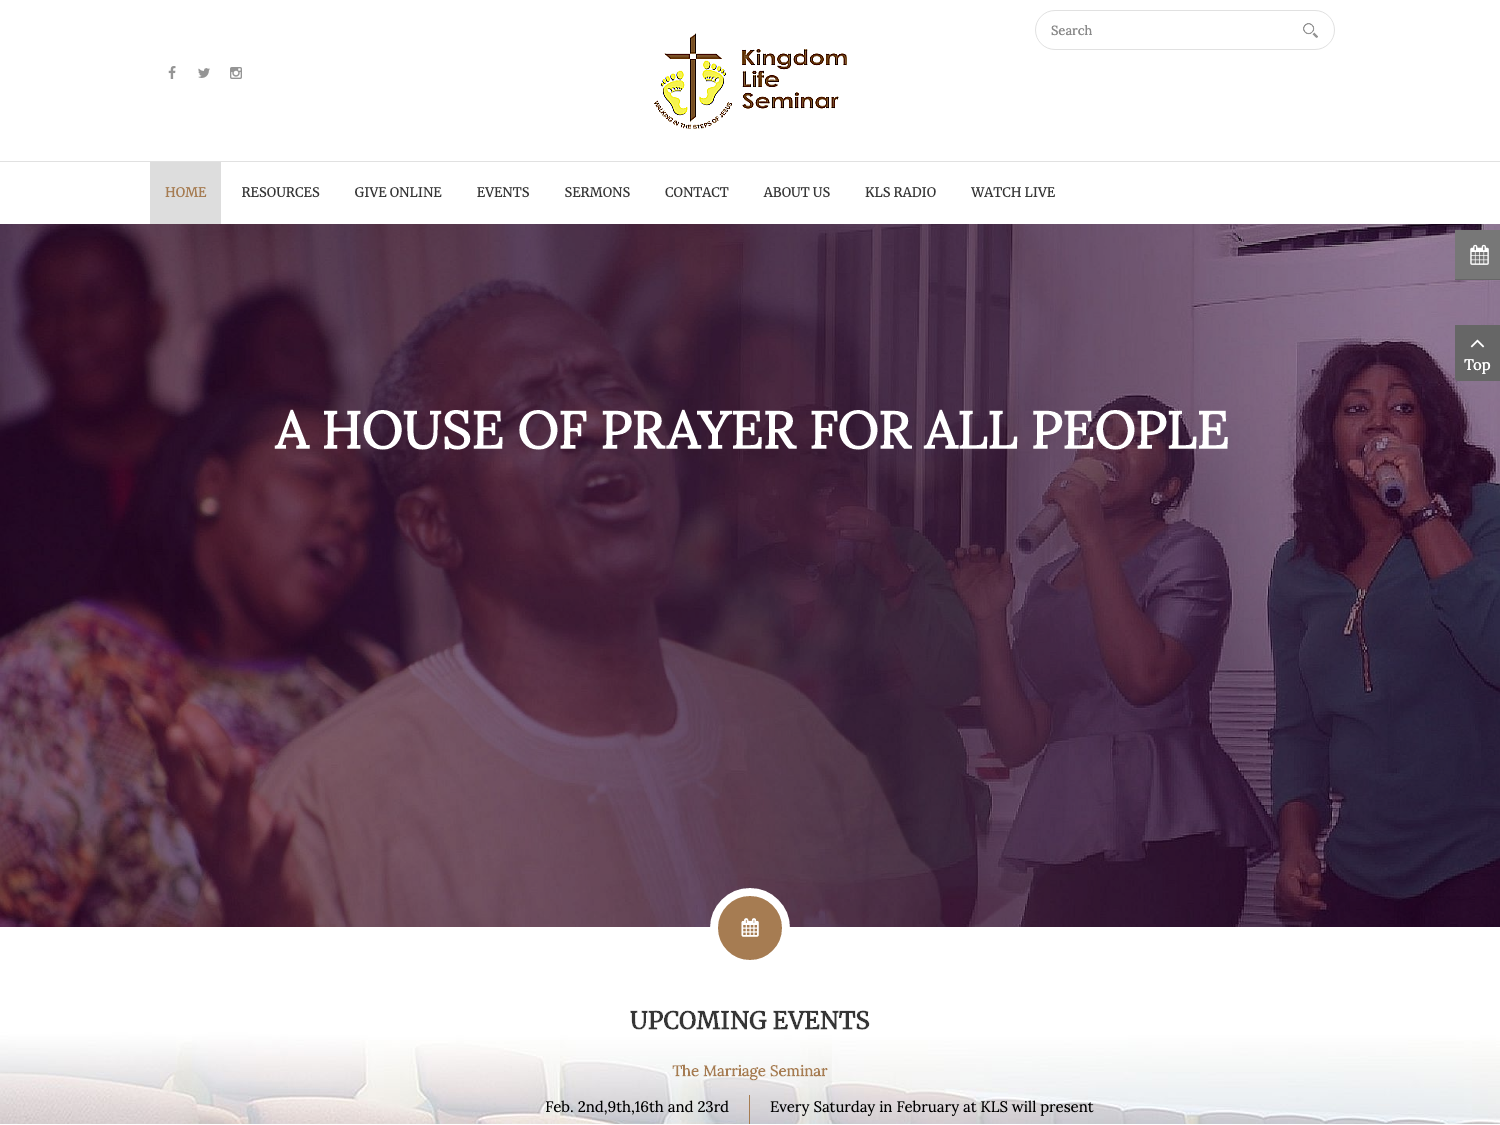 Search
Kingdom
Life
Seminar
WALKING IN THE STEPS OF JESUS
HOME
RESOURCES
GIVE ONLINE
EVENTS
SERMONS
CONTACT
ABOUT US
KLS RADIO
WATCH LIVE
Top
A HOUSE OF PRAYER FOR ALL PEOPLE
UPCOMING EVENTS
The Marriage Seminar
Feb. 2nd,9th,16th and 23rd
Every Saturday in February at KLS will present